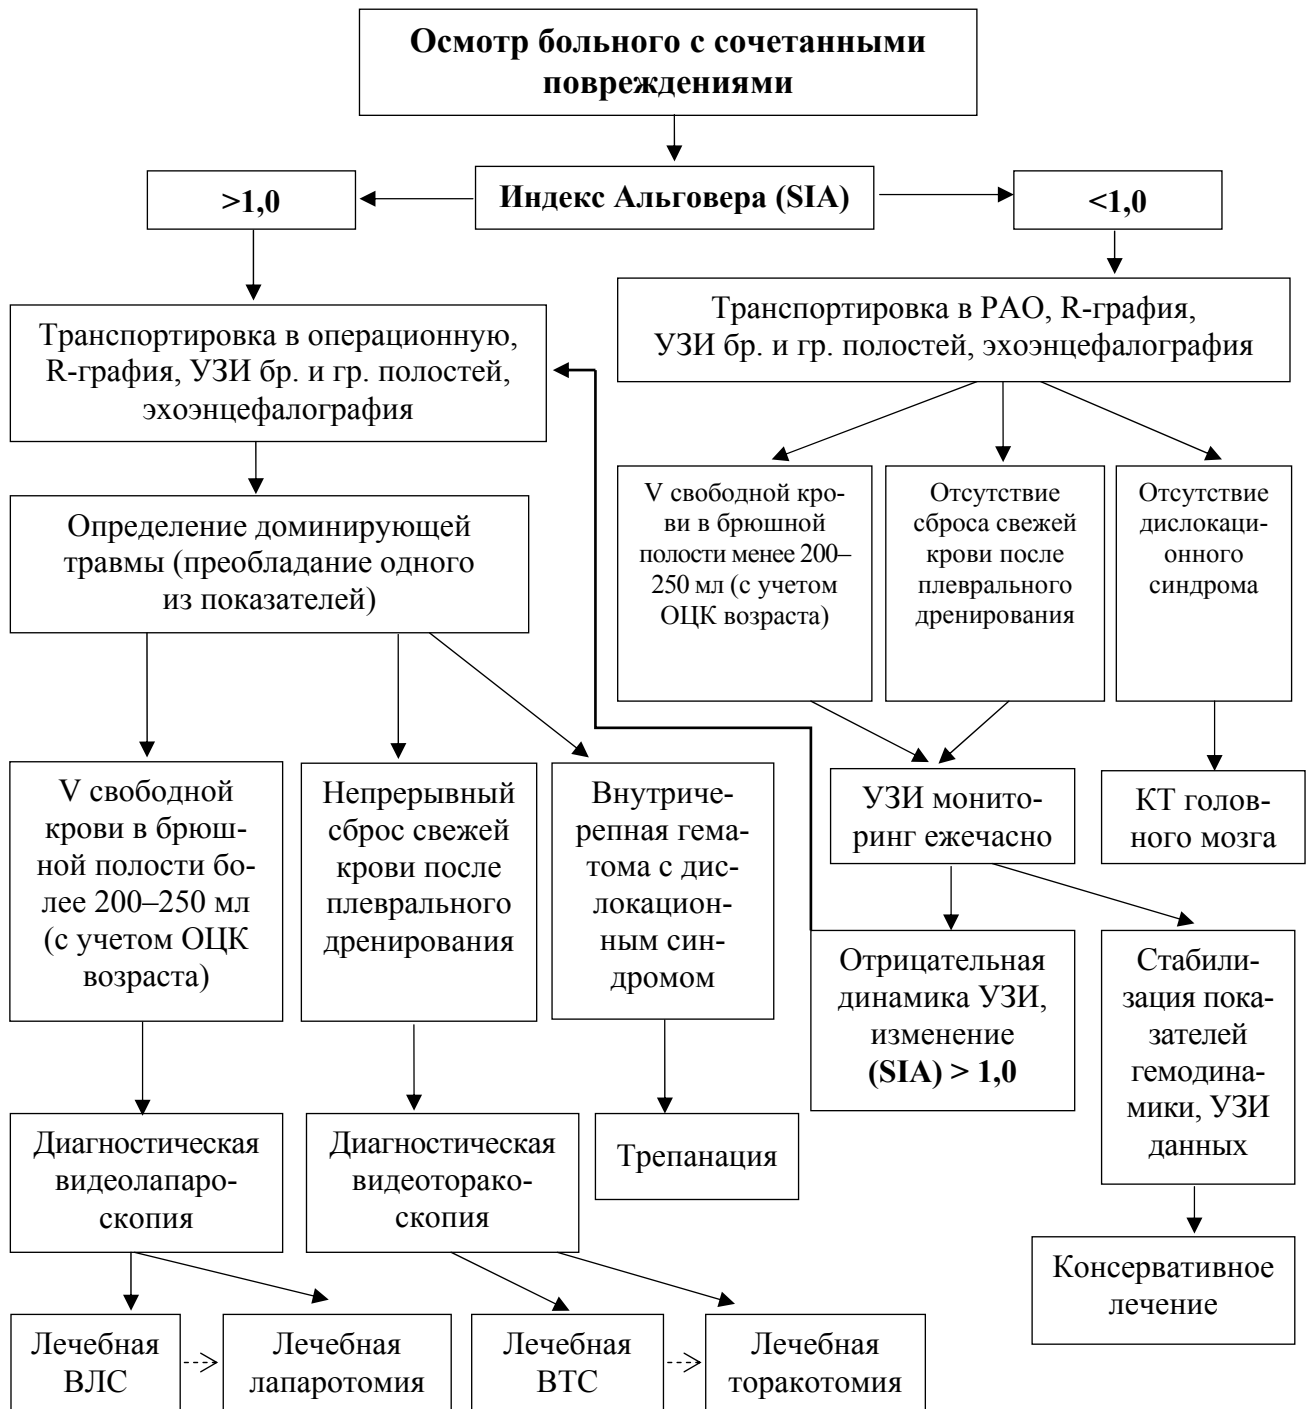 Осмотр больного с сочетанными
повреждениями
>1,0
Индекс Альговера (SIA)
<1,0
Транспортировка в операционную,
R-графия, УЗИ бр. и гр. полостей,
эхоэнцефалография
Транспортировка в РАО, R-графия,
УЗИ бр. и гр. полостей, эхоэнцефалография
Определение доминирующей
травмы (преобладание одного
из показателей)
V свободной кро-
ви в брюшной
полости менее 200–
250 мл (с учетом
ОЦК возраста)
Отсутствие
сброса свежей
крови после
плеврального
дренирования
Отсутствие
дислокаци-
онного
синдрома
V свободной
крови в брюш-
ной полости бо-
лее 200–250 мл
(с учетом ОЦК
возраста)
Непрерывный
сброс свежей
крови после
плеврального
дренирования
Внутриче-
репная гема-
тома с дис-
локацион-
ным син-
дромом
УЗИ монито-
ринг ежечасно
КТ голов-
ного мозга
Отрицательная
динамика УЗИ,
изменение
(SIA) > 1,0
Стабили-
зация пока-
зателей
гемодина-
мики, УЗИ
данных
Диагностическая
видеолапаро-
скопия
Диагностическая
видеоторако-
скопия
Трепанация
Консервативное
лечение
Лечебная
ВЛС
Лечебная
лапаротомия
Лечебная
ВТС
Лечебная
торакотомия